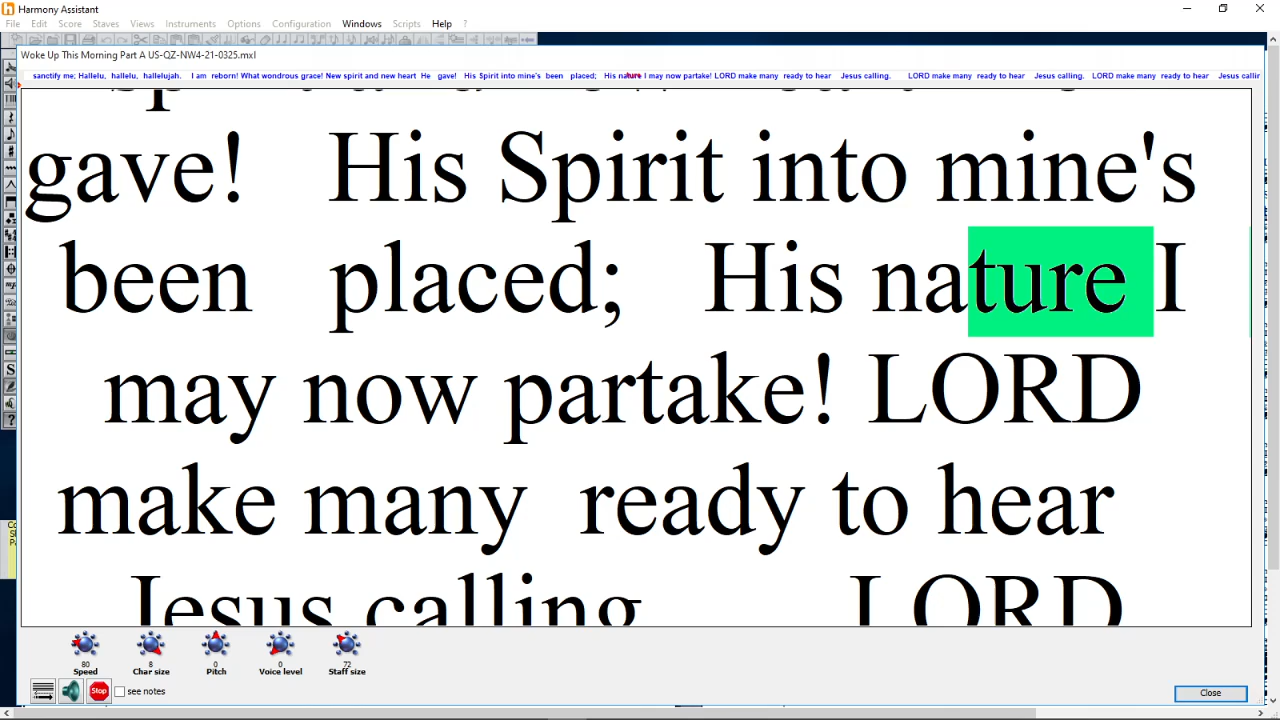 Harmony Assistant
File Edit Score Staves Views Instruments Options Configuration Windows Scripts Help ?
Woke Up This Morning Part A US-QZ-NW4-21-0325.mxl
sanctify me; Hallelu, hallelu, hallelujah. I am reborn! What wondrous grace! New spirit and new heart He gave! His Spirit into mine's been placed; His nature I may now partake! LORD make many ready to hear Jesus calling. LORD make many ready to hear Jesus calling. LORD make many ready to hear Jesus callin
gave! His Spirit into mine's
been placed; His nature I
may now partake! LORD
make many ready to hear
Jesus calling LORD
80 8 0 0 72
Speed Char size Pitch Voice level Staff size
Stop see notes Close